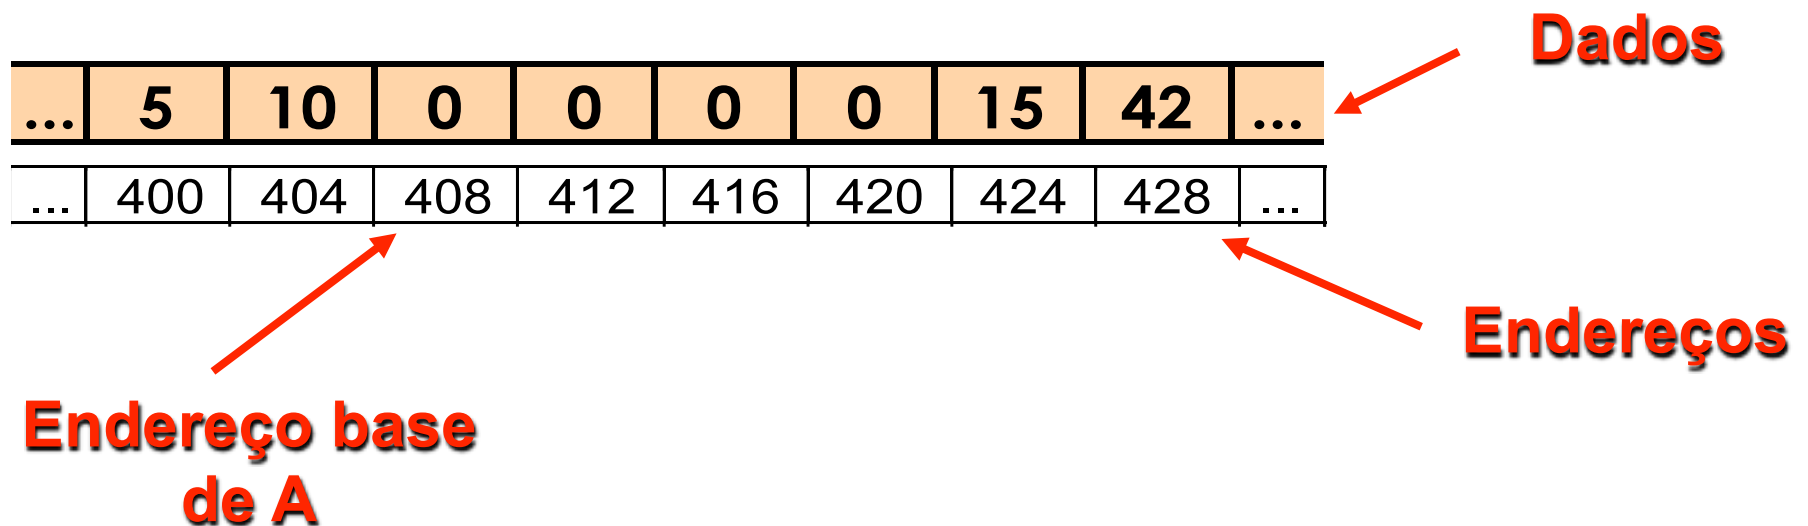 Dados
... 5 10 0 0 0 0 15 42 ...
... 400 404 408 412 416 420 424 428 ...
Endereços
Endereço base
de A